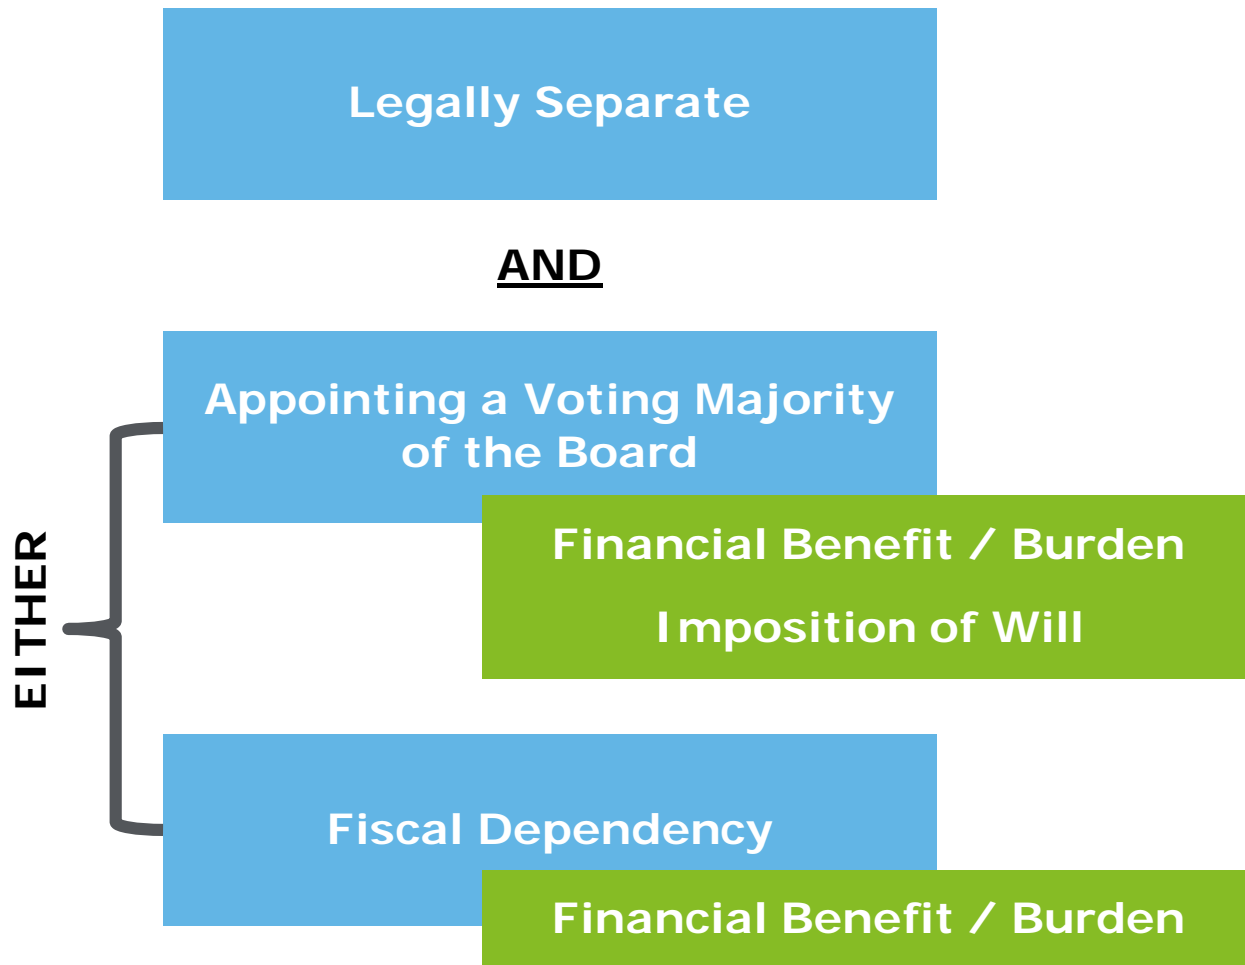 Legally Separate
AND
Appointing a Voting Majority
of the Board
Financial Benefit / Burden
Imposition of Will
EITHER
Fiscal Dependency
Financial Benefit / Burden